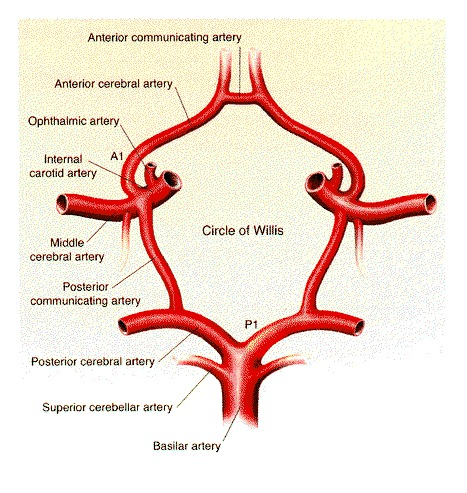 Anterior communicating artery
Anterior cerebral artery
Ophthalmic artery
A1
Internal
carotid artery
Circle of Willis
Middle
cerebral artery
Posterior
communicating artery
P1
Posterior cerebral artery
Superior cerebellar artery
Basilar artery